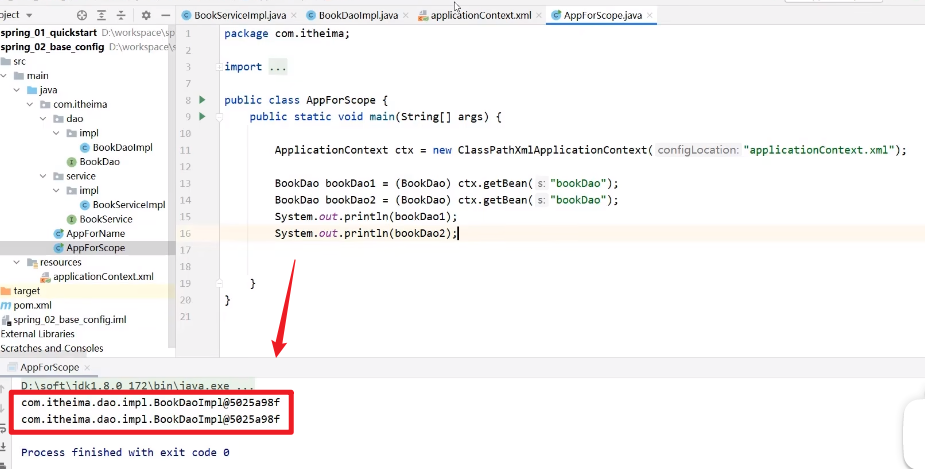 oject
BookServiceImpl.java
BookDaoImpl.java
applicationContext.xml
AppForScope.java
spring_01_quickstart D:\workspace\sp
spring_02_base_config D:\workspace\s
src
main
java
com.itheima
dao
impl
BookDaoImpl
BookDao
service
impl
BookServiceImpl
BookService
AppForName
AppForScope
resources
applicationContext.xml
target
pom.xml
spring_02_base_config.iml
External Libraries
Scratches and Consoles
1 package com.itheima;
2
3 import ...
7
8 public class AppForScope {
9 public static void main(String[] args) {
10
11 ApplicationContext ctx = new ClassPathXmlApplicationContext( configLocation: "applicationContext.xml");
12
13 BookDao bookDao1 = (BookDao) ctx.getBean( s: "bookDao");
14 BookDao bookDao2 = (BookDao) ctx.getBean( s: "bookDao");
15 System.out.println(bookDao1);
16 System.out.println(bookDao2);
17
18
19 }
20 }
21
AppForScope
D:\soft\jdk1.8.0_172\bin\java.exe ...
com.itheima.dao.impl.BookDaoImpl@5025a98f
com.itheima.dao.impl.BookDaoImpl@5025a98f
Process finished with exit code 0